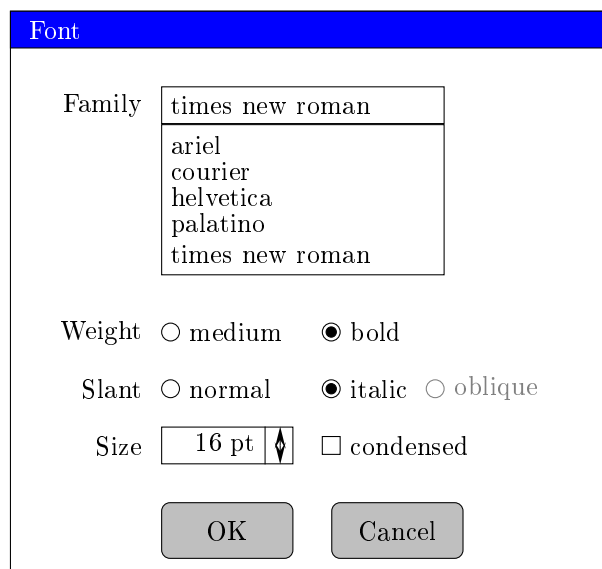 Font
Family times new roman
ariel
courier
helvetica
palatino
times new roman
Weight medium bold
Slant normal italic oblique
Size 16 pt condensed
OK Cancel